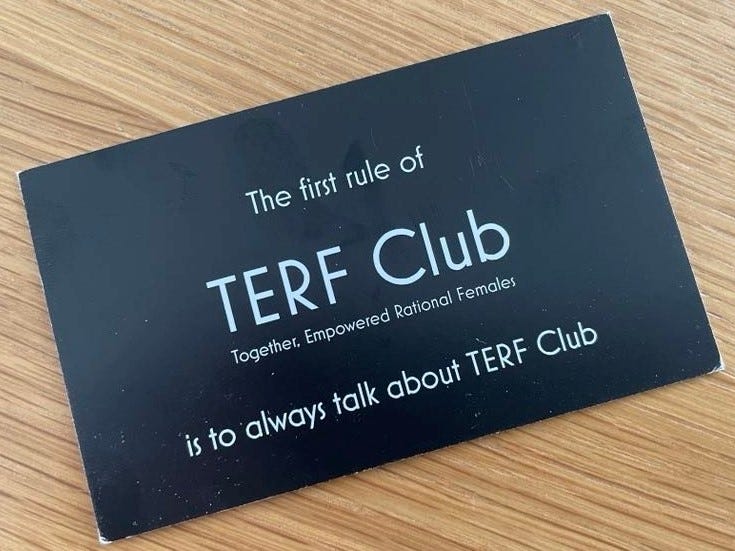 The first rule of
TERF Club
Together, Empowered Rational Females
is to always talk about TERF Club